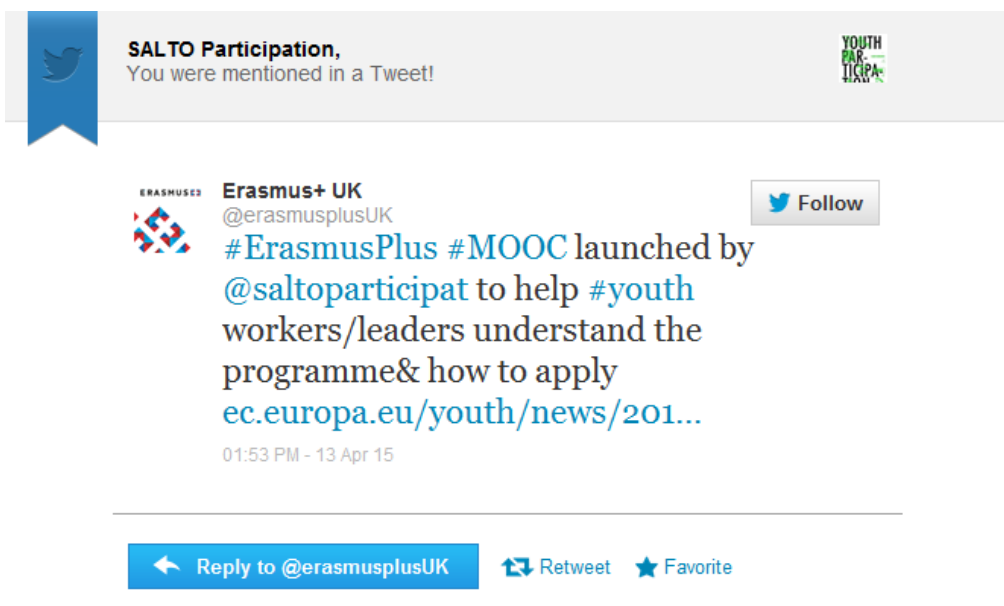 SALTO Participation,
You were mentioned in a Tweet!
YOUTH
PAR-
TICIPA-
TION
ERASMUS
Erasmus+ UK
@erasmusplusUK
Follow
#ErasmusPlus #MOOC launched by
@saltoparticipat to help #youth
workers/leaders understand the
programme& how to apply
ec.europa.eu/youth/news/201...
01:53 PM - 13 Apr 15
Reply to @erasmusplusUK
Retweet
Favorite